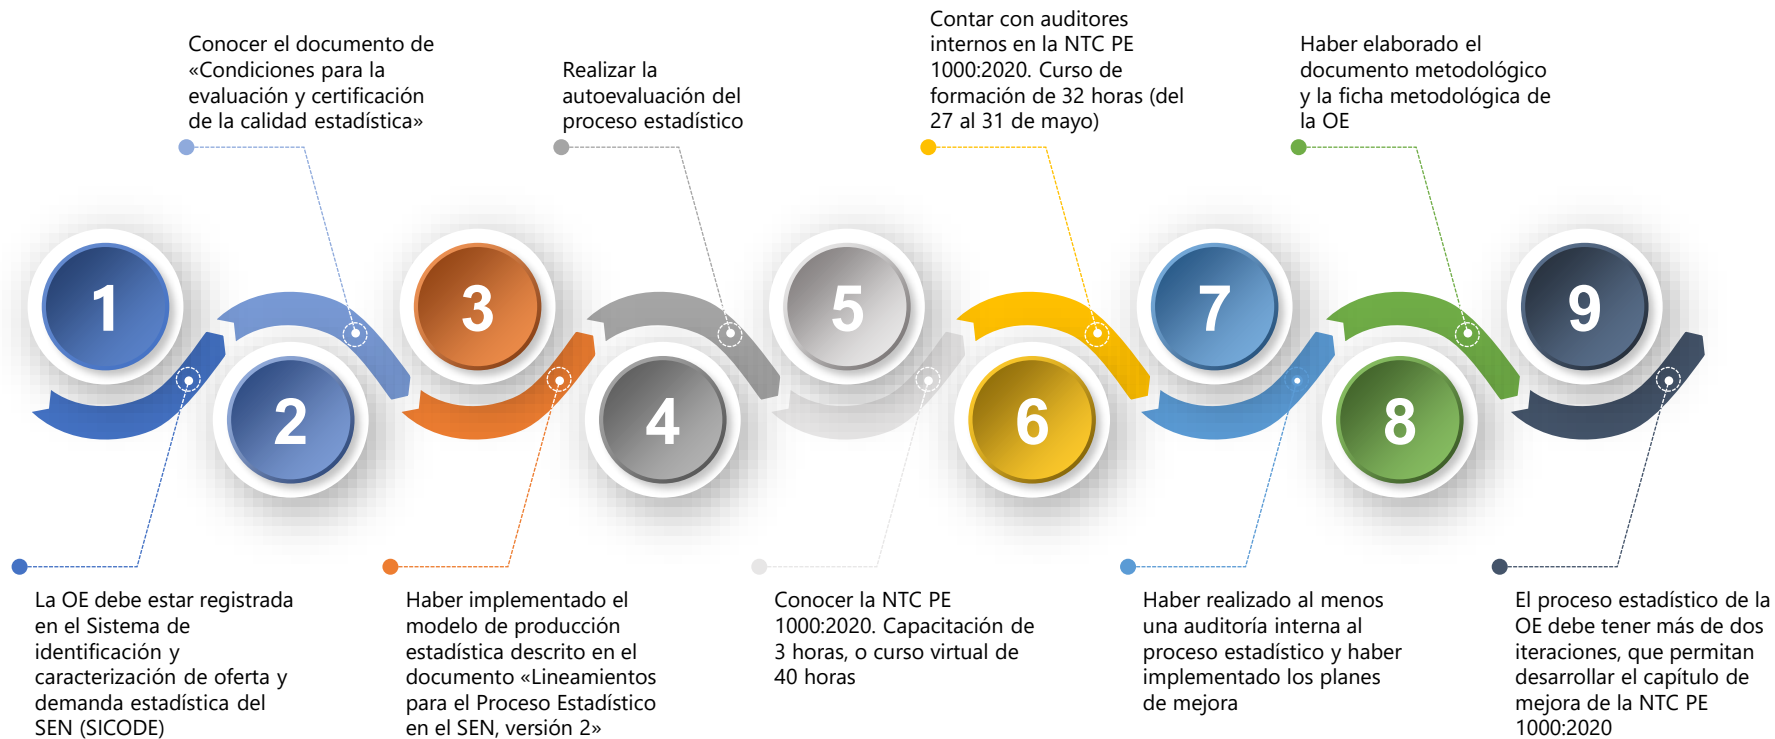 1
La OE debe estar registrada
en el Sistema de
identificación y
caracterización de oferta y
demanda estadística del
SEN (SICODE)
2
Conocer el documento de
«Condiciones para la
evaluación y certificación
de la calidad estadística»
3
Haber implementado el
modelo de producción
estadística descrito en el
documento «Lineamientos
para el Proceso Estadístico
en el SEN, versión 2»
4
Realizar la
autoevaluación del
proceso estadístico
5
Conocer la NTC PE
1000:2020. Capacitación de
3 horas, o curso virtual de
40 horas
6
Contar con auditores
internos en la NTC PE
1000:2020. Curso de
formación de 32 horas (del
27 al 31 de mayo)
7
Haber realizado al menos
una auditoría interna al
proceso estadístico y haber
implementado los planes
de mejora
8
Haber elaborado el
documento metodológico
y la ficha metodológica de
la OE
9
El proceso estadístico de la
OE debe tener más de dos
iteraciones, que permitan
desarrollar el capítulo de
mejora de la NTC PE
1000:2020